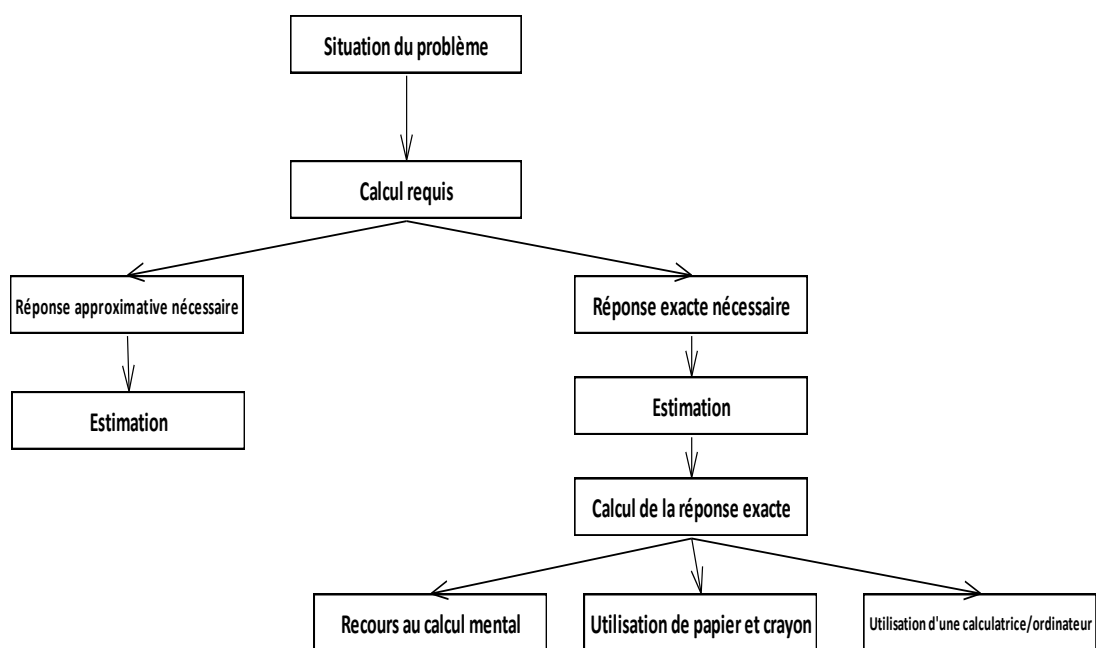 Situation du problème
Calcul requis
Réponse approximative nécessaire
Réponse exacte nécessaire
Estimation
Estimation
Calcul de la réponse exacte
Recours au calcul mental
Utilisation de papier et crayon
Utilisation d'une calculatrice/ordinateur